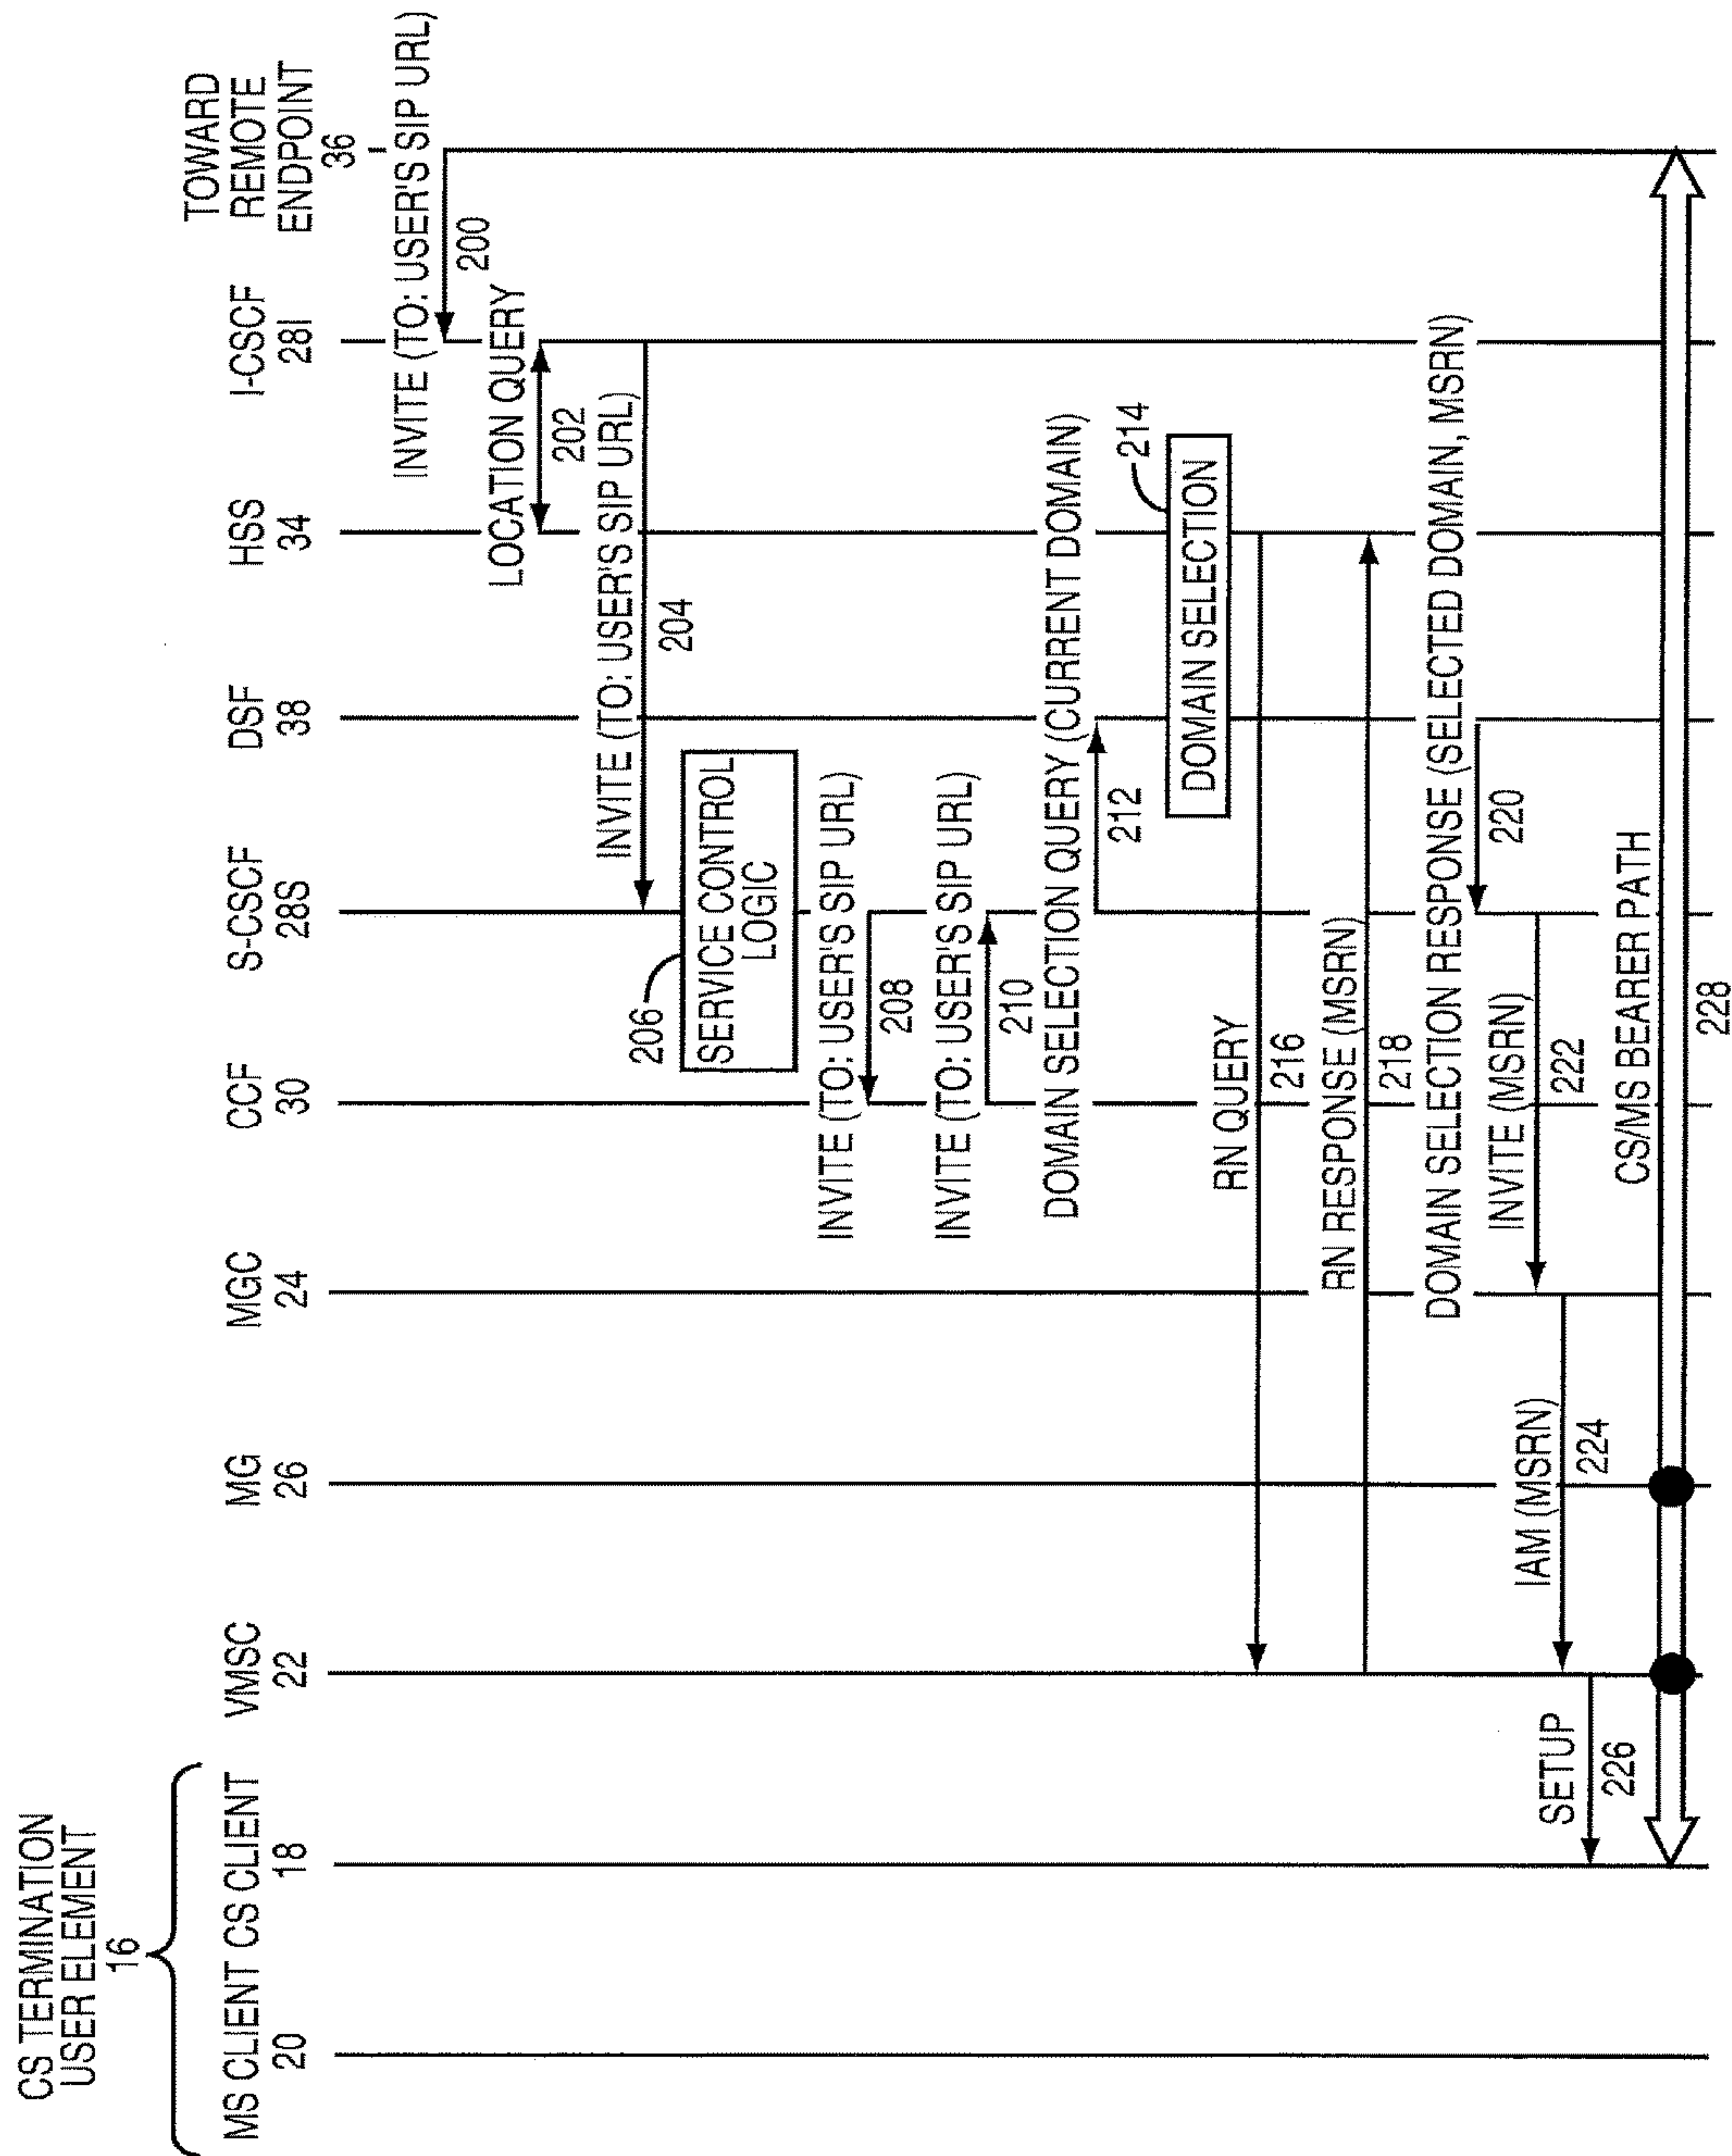 CS TERMINATION
USER ELEMENT
16
MS CLIENT
20
CS CLIENT
18
VMSC
22
MG
26
MGC
24
CCF
30
S-CSCF
28S
DSF
38
HSS
34
I-CSCF
28I
TOWARD
REMOTE
ENDPOINT
36
INVITE (TO: USER'S SIP URL)
200
LOCATION QUERY
202
INVITE (TO: USER'S SIP URL)
204
206
SERVICE CONTROL
LOGIC
INVITE (TO: USER'S SIP URL)
208
INVITE (TO: USER'S SIP URL)
210
DOMAIN SELECTION QUERY (CURRENT DOMAIN)
212
DOMAIN SELECTION
214
RN QUERY
216
RN RESPONSE (MSRN)
218
DOMAIN SELECTION RESPONSE (SELECTED DOMAIN, MSRN)
220
INVITE (MSRN)
222
IAM (MSRN)
224
SETUP
226
CS/MS BEARER PATH
228